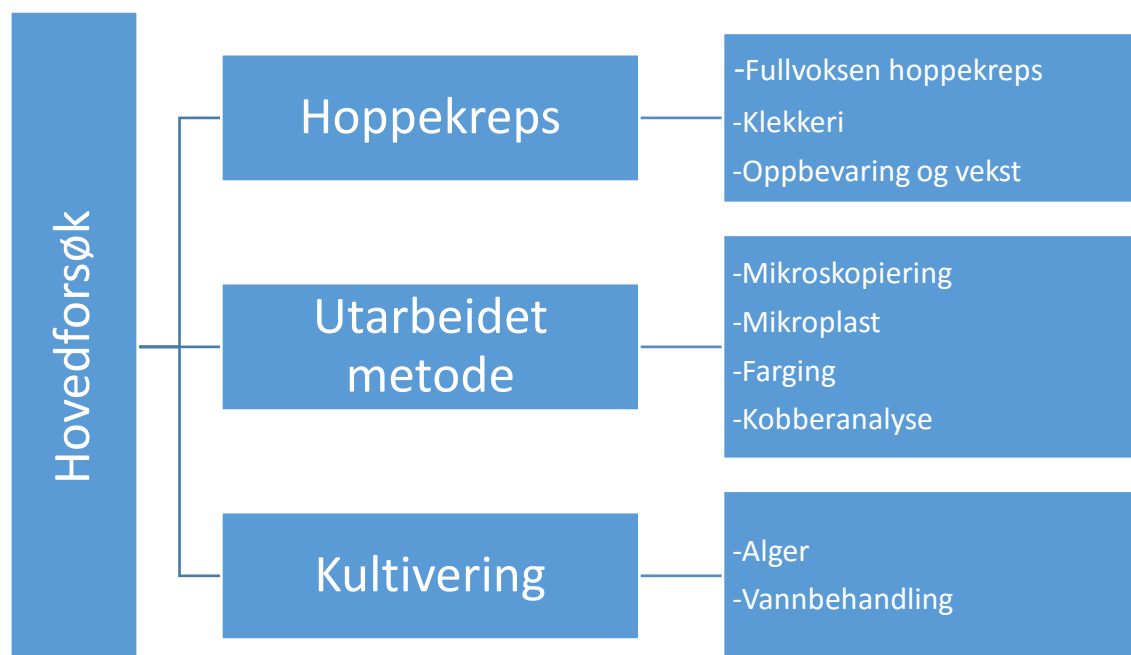 Hovedforsøk
Hoppekreps
-Fullvoksen hoppekreps
-Klekkeri
-Oppbevaring og vekst
Utarbeidet
metode
-Mikroskopiering
-Mikroplast
-Farging
-Kobberanalyse
Kultivering
-Alger
-Vannbehandling